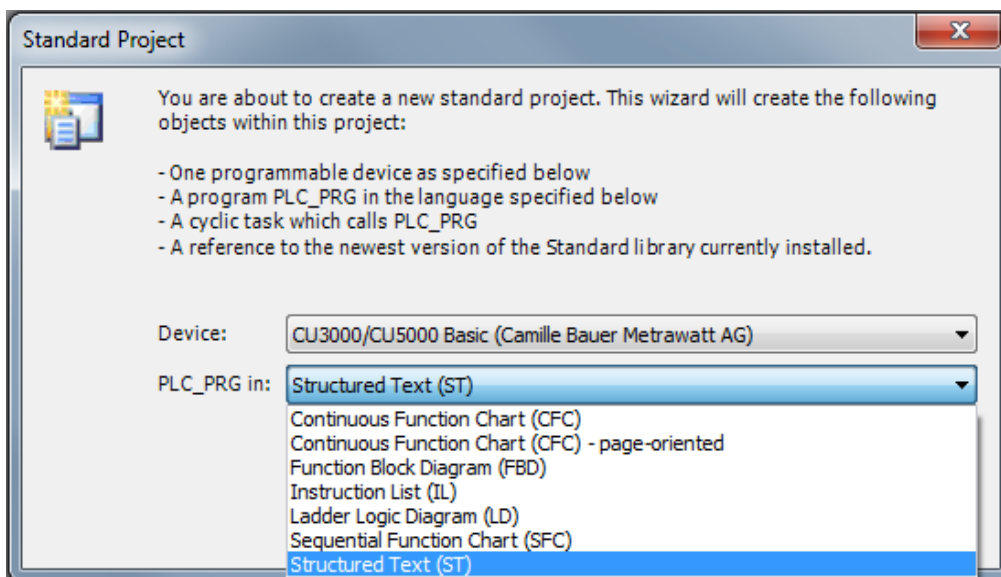 Standard Project
You are about to create a new standard project. This wizard will create the following
objects within this project:
- One programmable device as specified below
- A program PLC_PRG in the language specified below
- A cyclic task which calls PLC_PRG
- A reference to the newest version of the Standard library currently installed.
Device: CU3000/CU5000 Basic (Camille Bauer Metrawatt AG)
PLC_PRG in: Structured Text (ST)
Continuous Function Chart (CFC)
Continuous Function Chart (CFC) - page-oriented
Function Block Diagram (FBD)
Instruction List (IL)
Ladder Logic Diagram (LD)
Sequential Function Chart (SFC)
Structured Text (ST)